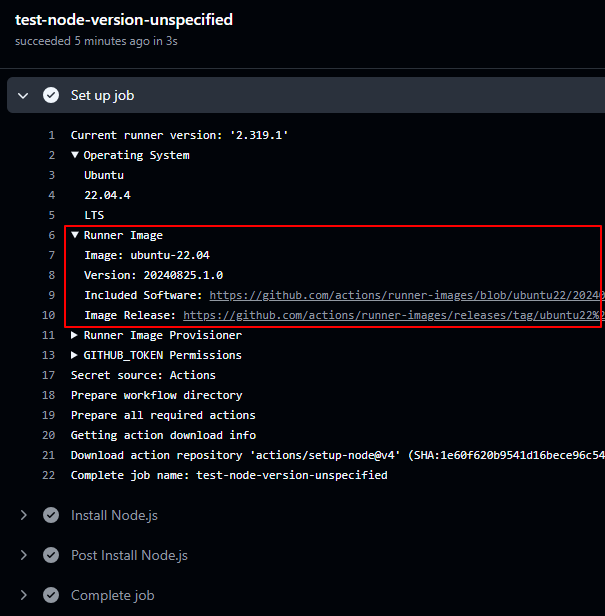 test-node-version-unspecified
succeeded 5 minutes ago in 3s
Set up job
1 Current runner version: '2.319.1'
2 ▼ Operating System
3 Ubuntu
4 22.04.4
5 LTS
6 ▼ Runner Image
7 Image: ubuntu-22.04
8 Version: 20240825.1.0
9 Included Software: https://github.com/actions/runner-images/blob/ubuntu22/20240
10 Image Release: https://github.com/actions/runner-images/releases/tag/ubuntu22%2
11 ▶ Runner Image Provisioner
13 ▶ GITHUB_TOKEN Permissions
17 Secret source: Actions
18 Prepare workflow directory
19 Prepare all required actions
20 Getting action download info
21 Download action repository 'actions/setup-node@v4' (SHA:1e60f620b9541d16bece96c54
22 Complete job name: test-node-version-unspecified
Install Node.js
Post Install Node.js
Complete job